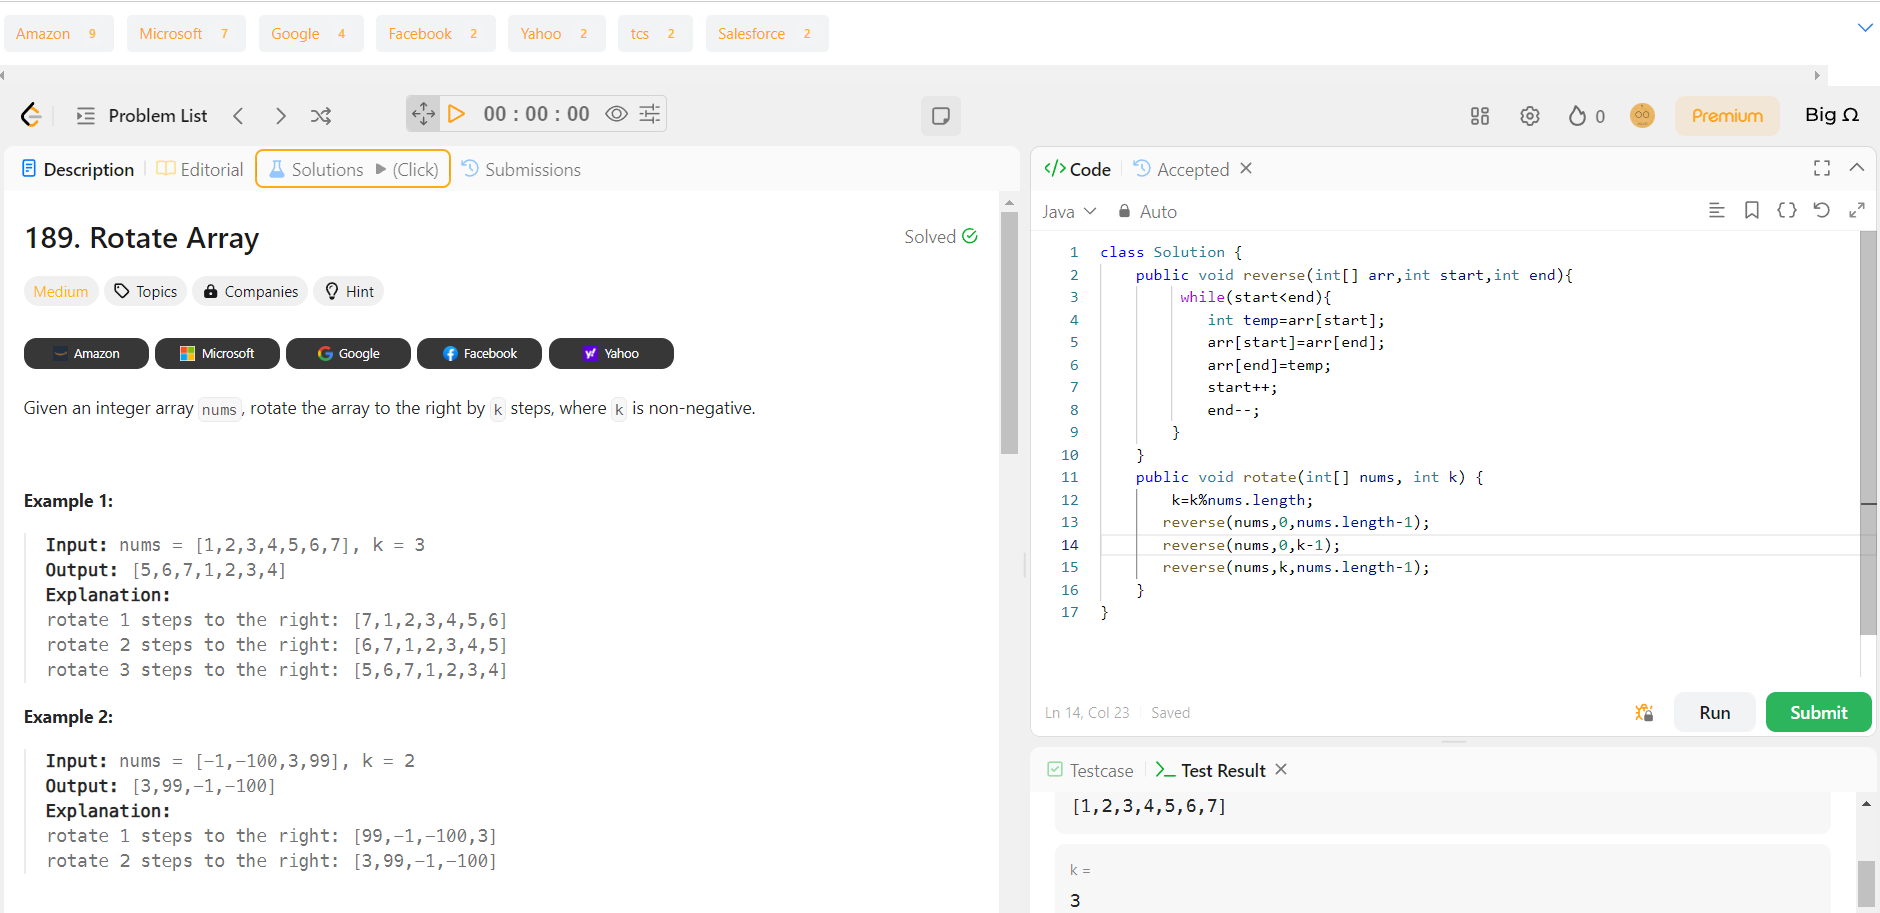 Amazon 9 Microsoft 7 Google 4 Facebook 2 Yahoo 2 tcs 2 Salesforce 2
Problem List 00 : 00 : 00 0 Premium Big Ω
Description Editorial Solutions ▶ (Click) Submissions
189. Rotate Array
Solved
Medium Topics Companies Hint
Amazon Microsoft Google Facebook Yahoo
Given an integer array nums, rotate the array to the right by k steps, where k is non-negative.
Example 1:
Input: nums = [1,2,3,4,5,6,7], k = 3
Output: [5,6,7,1,2,3,4]
Explanation:
rotate 1 steps to the right: [7,1,2,3,4,5,6]
rotate 2 steps to the right: [6,7,1,2,3,4,5]
rotate 3 steps to the right: [5,6,7,1,2,3,4]
Example 2:
Input: nums = [-1,-100,3,99], k = 2
Output: [3,99,-1,-100]
Explanation:
rotate 1 steps to the right: [99,-1,-100,3]
rotate 2 steps to the right: [3,99,-1,-100]
</> Code Accepted
Java Auto
1 class Solution {
2 public void reverse(int[] arr,int start,int end){
3 while(start<end){
4 int temp=arr[start];
5 arr[start]=arr[end];
6 arr[end]=temp;
7 start++;
8 end--;
9 }
10 }
11 public void rotate(int[] nums, int k) {
12 k=k%nums.length;
13 reverse(nums,0,nums.length-1);
14 reverse(nums,0,k-1);
15 reverse(nums,k,nums.length-1);
16 }
17 }
Ln 14, Col 23 Saved
Run Submit
Testcase >_ Test Result
[1,2,3,4,5,6,7]
k =
3